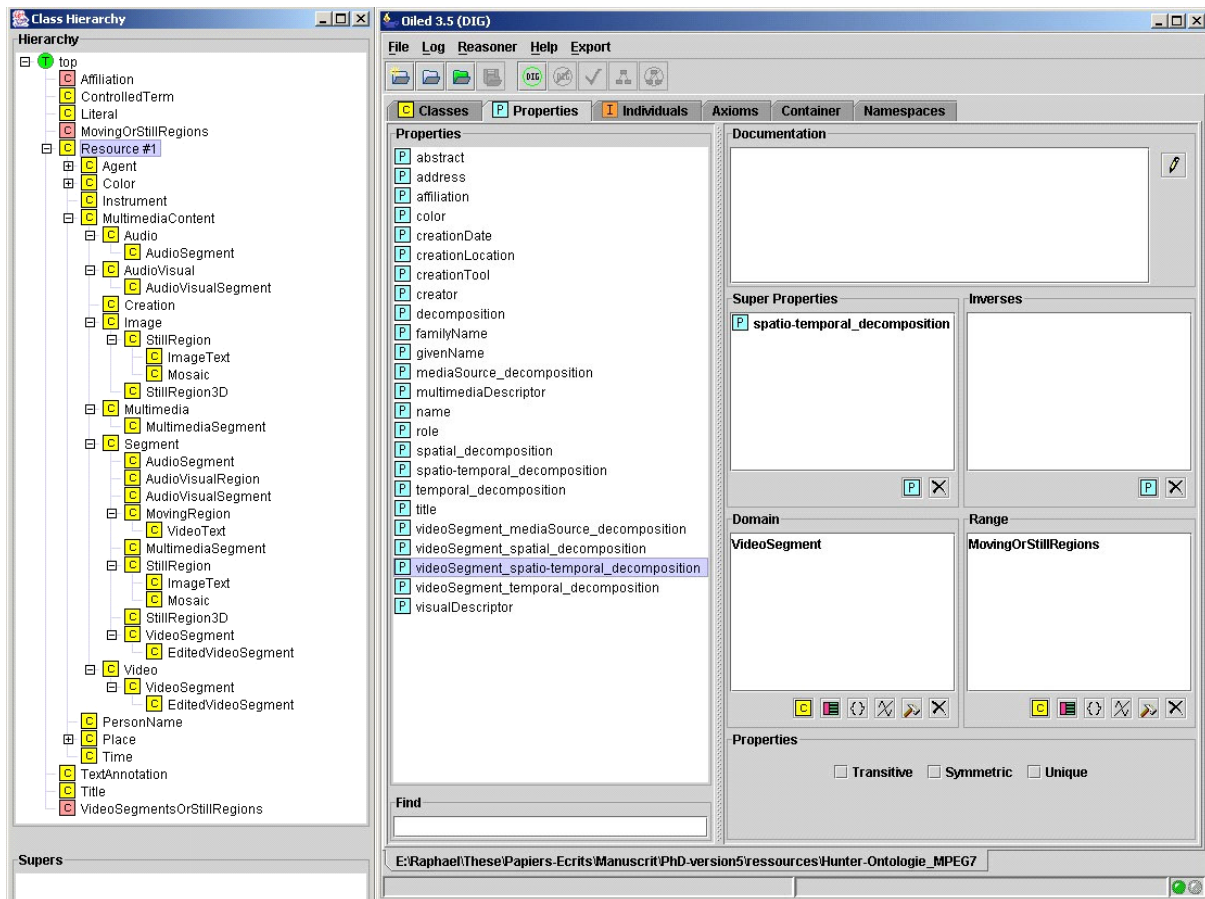 Class Hierarchy
Hierarchy
T top
C Affiliation
C ControlledTerm
C Literal
C MovingOrStillRegions
C Resource #1
C Agent
C Color
C Instrument
C MultimediaContent
C Audio
C AudioSegment
C AudioVisual
C AudioVisualSegment
C Creation
C Image
C StillRegion
C ImageText
C Mosaic
C StillRegion3D
C Multimedia
C MultimediaSegment
C Segment
C AudioSegment
C AudioVisualRegion
C AudioVisualSegment
C MovingRegion
C VideoText
C MultimediaSegment
C StillRegion
C ImageText
C Mosaic
C StillRegion3D
C VideoSegment
C EditedVideoSegment
C Video
C VideoSegment
C EditedVideoSegment
C PersonName
C Place
C Time
C TextAnnotation
C Title
C VideoSegmentsOrStillRegions
Supers
Oiled 3.5 (DIG)
File Log Reasoner Help Export
DIG
C Classes P Properties I Individuals Axioms Container Namespaces
Properties
P abstract
P address
P affiliation
P color
P creationDate
P creationLocation
P creationTool
P creator
P decomposition
P familyName
P givenName
P mediaSource_decomposition
P multimediaDescriptor
P name
P role
P spatial_decomposition
P spatio-temporal_decomposition
P temporal_decomposition
P title
P videoSegment_mediaSource_decomposition
P videoSegment_spatial_decomposition
P videoSegment_spatio-temporal_decomposition
P videoSegment_temporal_decomposition
P visualDescriptor
Find
Documentation
Super Properties
P spatio-temporal_decomposition
P
Inverses
P
Domain
VideoSegment
C {}
Range
MovingOrStillRegions
C {}
Properties
Transitive Symmetric Unique
E:\Raphael\These\Papiers-Ecrits\Manuscrit\PhD-version5\ressources\Hunter-Ontologie_MPEG7